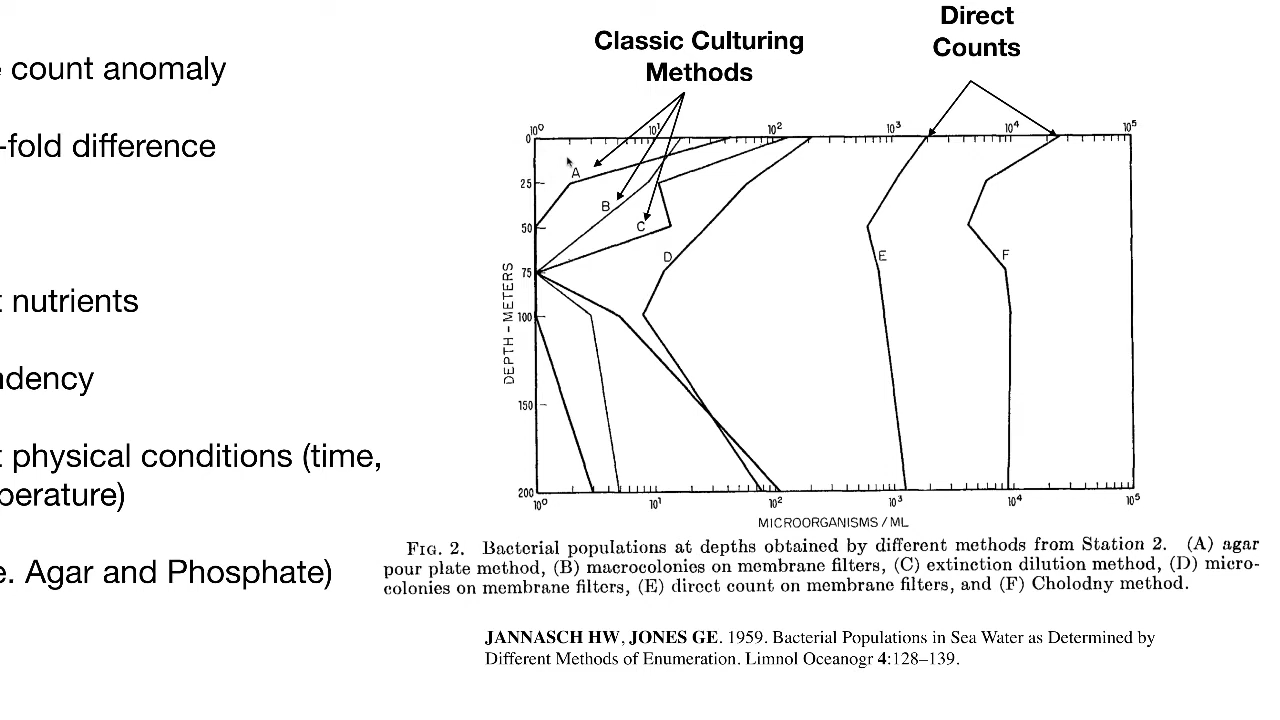 e count anomaly
-fold difference
t nutrients
ndency
t physical conditions (time,
perature)
e. Agar and Phosphate)
Classic Culturing
Methods
Direct
Counts
10⁰ 10¹ 10² 10³ 10⁴ 10⁵
0
25
50
75
100
150
200
DEPTH – METERS
A
B
C
D
E
F
10⁰ 10¹ 10² 10³ 10⁴ 10⁵
MICROORGANISMS / ML
FIG. 2. Bacterial populations at depths obtained by different methods from Station 2. (A) agar
pour plate method, (B) macrocolonies on membrane filters, (C) extinction dilution method, (D) micro-
colonies on membrane filters, (E) direct count on membrane filters, and (F) Cholodny method.
JANNASCH HW, JONES GE. 1959. Bacterial Populations in Sea Water as Determined by
Different Methods of Enumeration. Limnol Oceanogr 4:128–139.